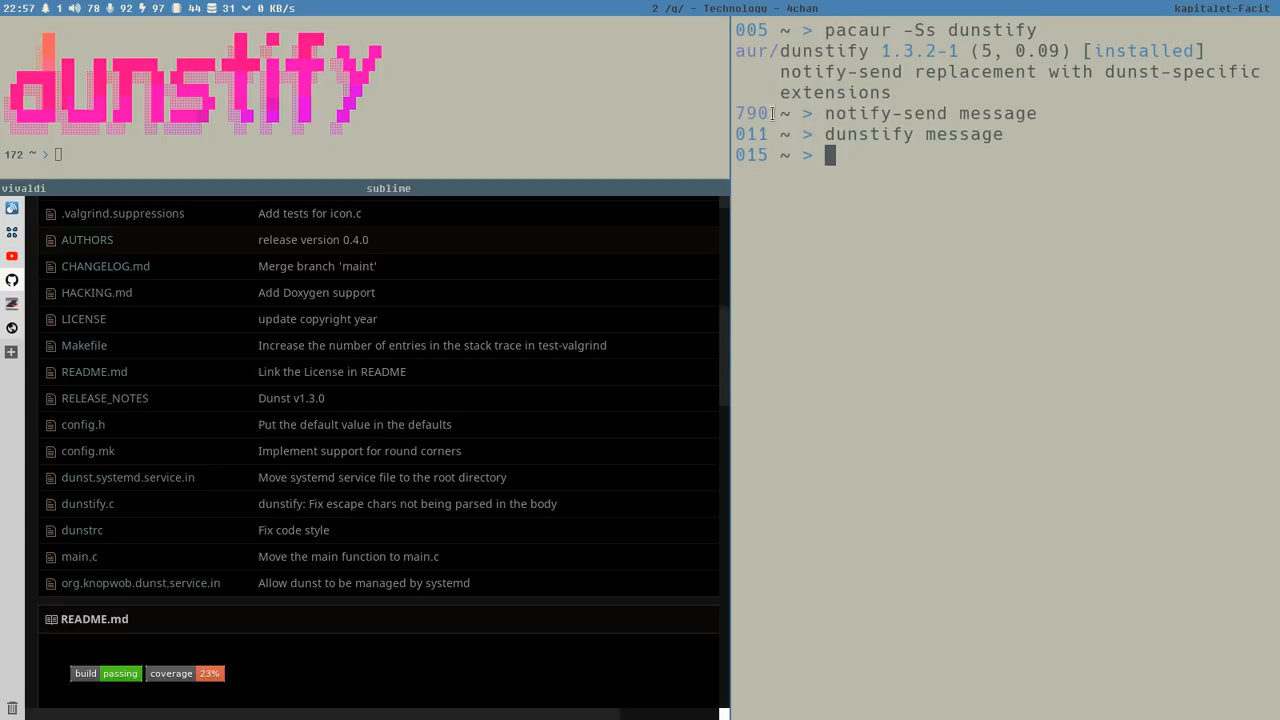 22:57 1 78 92 97 44 31 0 KB/s
2 /g/ - Technology - 4chan
kapitalet-Facit
dunstify
172 ~ >
vivaldi
sublime
.valgrind.suppressions Add tests for icon.c
AUTHORS release version 0.4.0
CHANGELOG.md Merge branch 'maint'
HACKING.md Add Doxygen support
LICENSE update copyright year
Makefile Increase the number of entries in the stack trace in test-valgrind
README.md Link the License in README
RELEASE_NOTES Dunst v1.3.0
config.h Put the default value in the defaults
config.mk Implement support for round corners
dunst.systemd.service.in Move systemd service file to the root directory
dunstify.c dunstify: Fix escape chars not being parsed in the body
dunstrc Fix code style
main.c Move the main function to main.c
org.knopwob.dunst.service.in Allow dunst to be managed by systemd
README.md
build passing coverage 23%
005 ~ > pacaur -Ss dunstify
aur/dunstify 1.3.2-1 (5, 0.09) [installed]
notify-send replacement with dunst-specific
extensions
790 ~ > notify-send message
011 ~ > dunstify message
015 ~ >